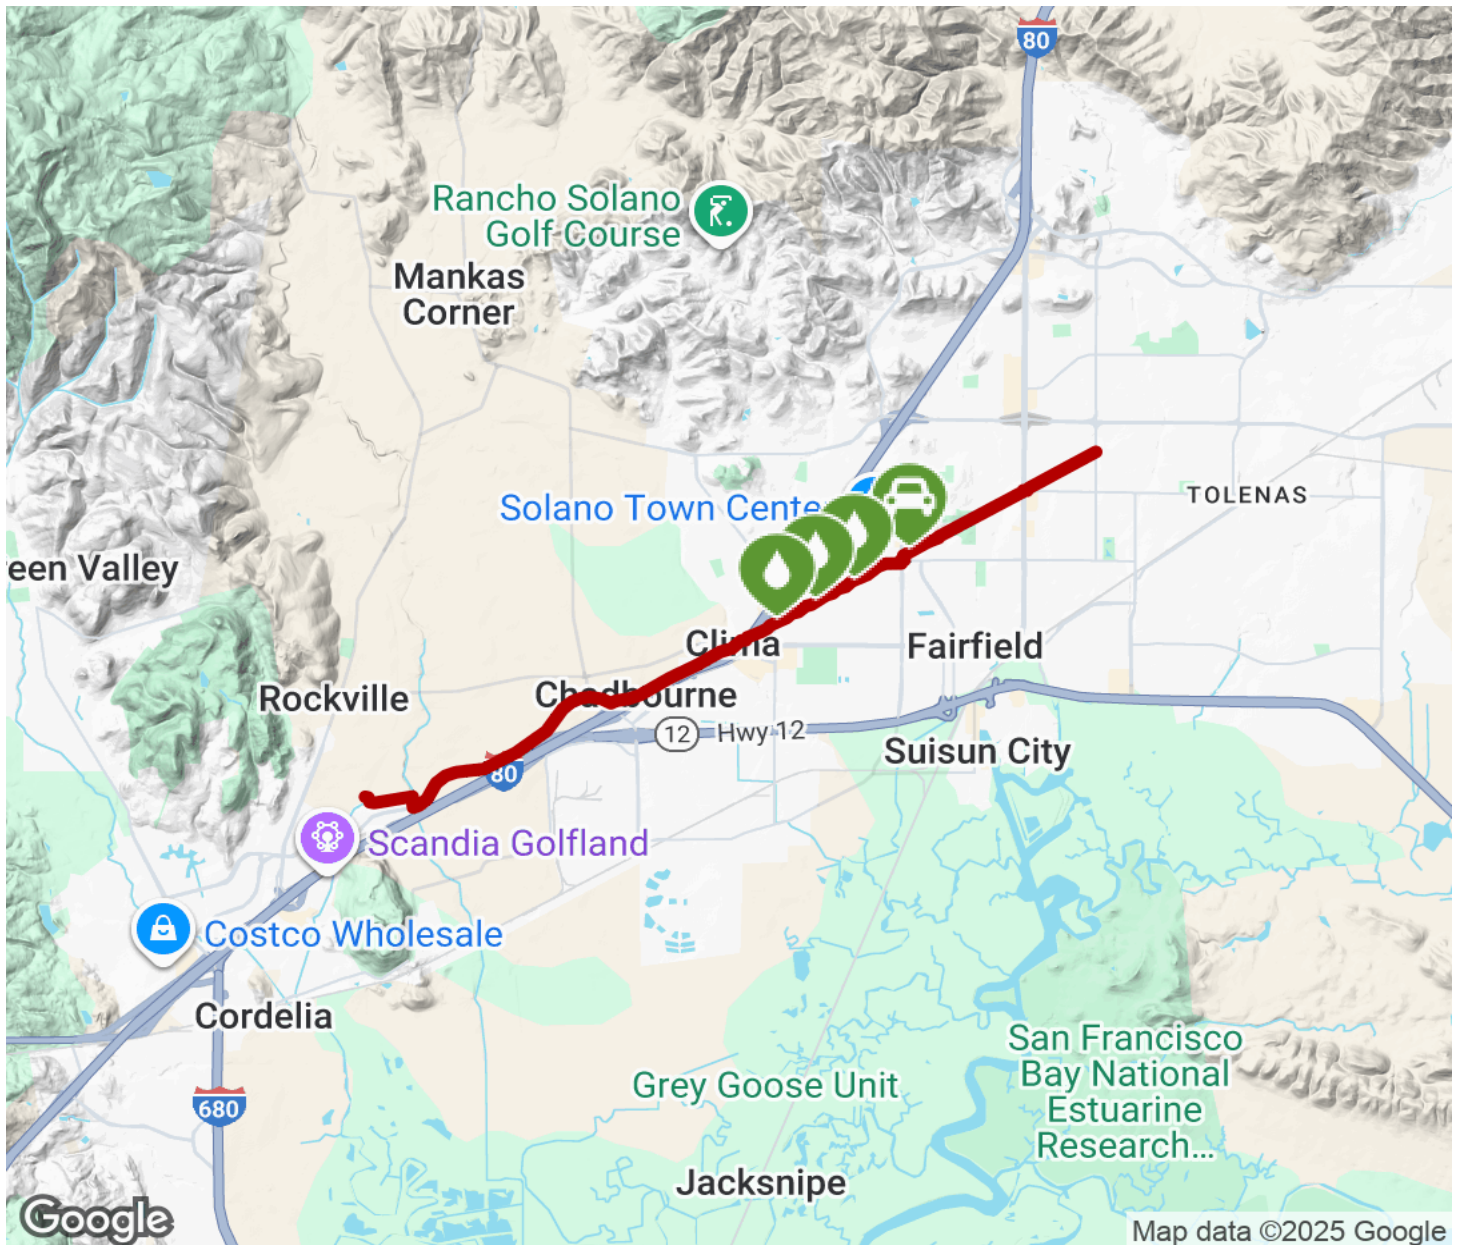 80
Rancho Solano
Golf Course
Mankas
Corner
Solano Town Cente
TOLENAS
een Valley
Clima
Fairfield
Rockville
Chadbourne
12
Hwy 12
Suisun City
80
Scandia Golfland
Costco Wholesale
Cordelia
San Francisco
Bay National
Estuarine
Research...
Grey Goose Unit
680
Jacksnipe
Google
Map data ©2025 Google